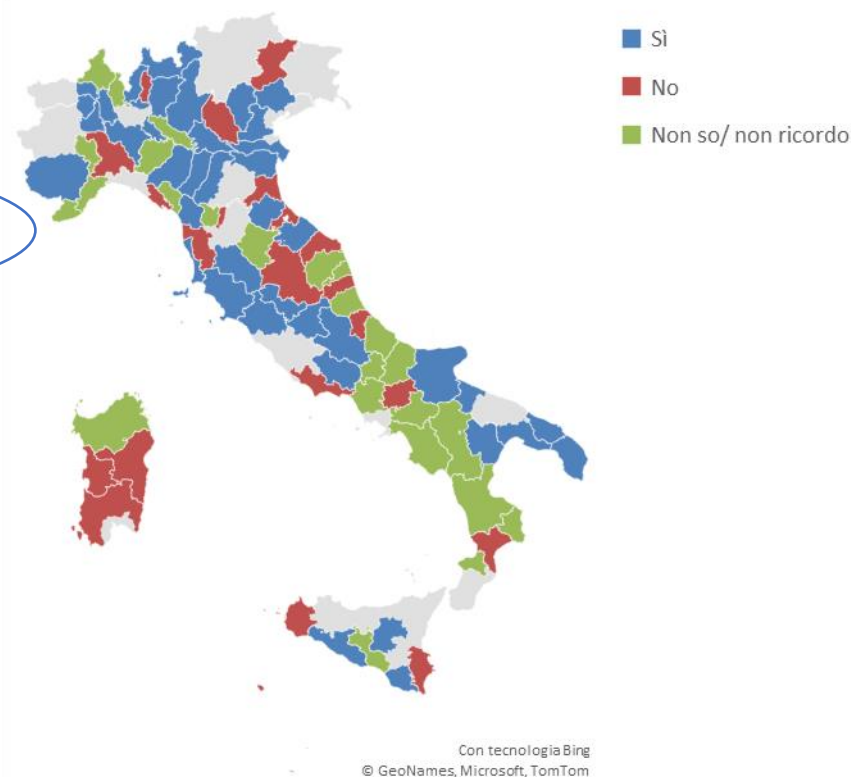 Sì
No
Non so/ non ricordo
Con tecnologia Bing
© GeoNames, Microsoft, TomTom